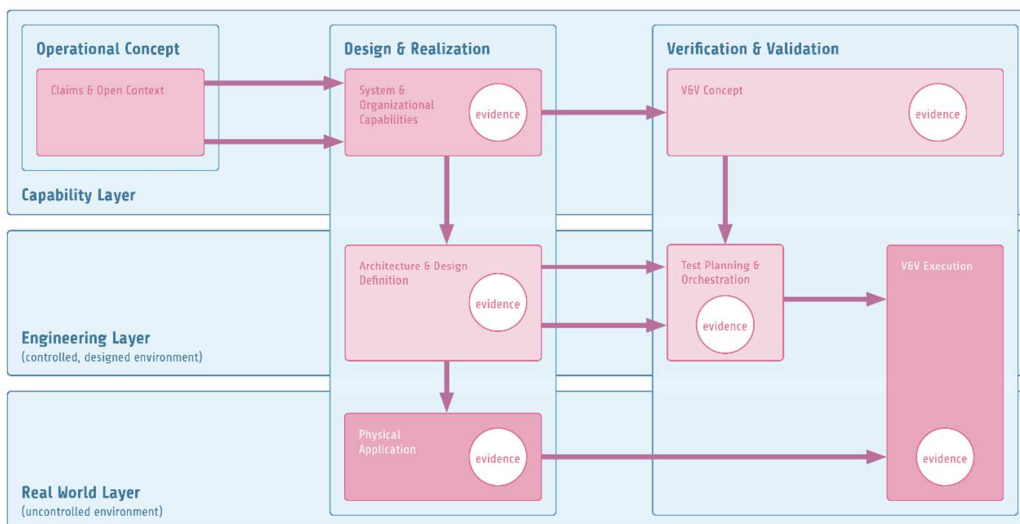 Operational Concept
Design & Realization
Verification & Validation
Claims & Open Context
System &
Organizational
Capabilities
evidence
V&V Concept
evidence
Capability Layer
Architecture & Design
Definition
evidence
Test Planning &
Orchestration
evidence
V&V Execution
Engineering Layer
(controlled, designed environment)
Physical
Application
evidence
evidence
Real World Layer
(uncontrolled environment)